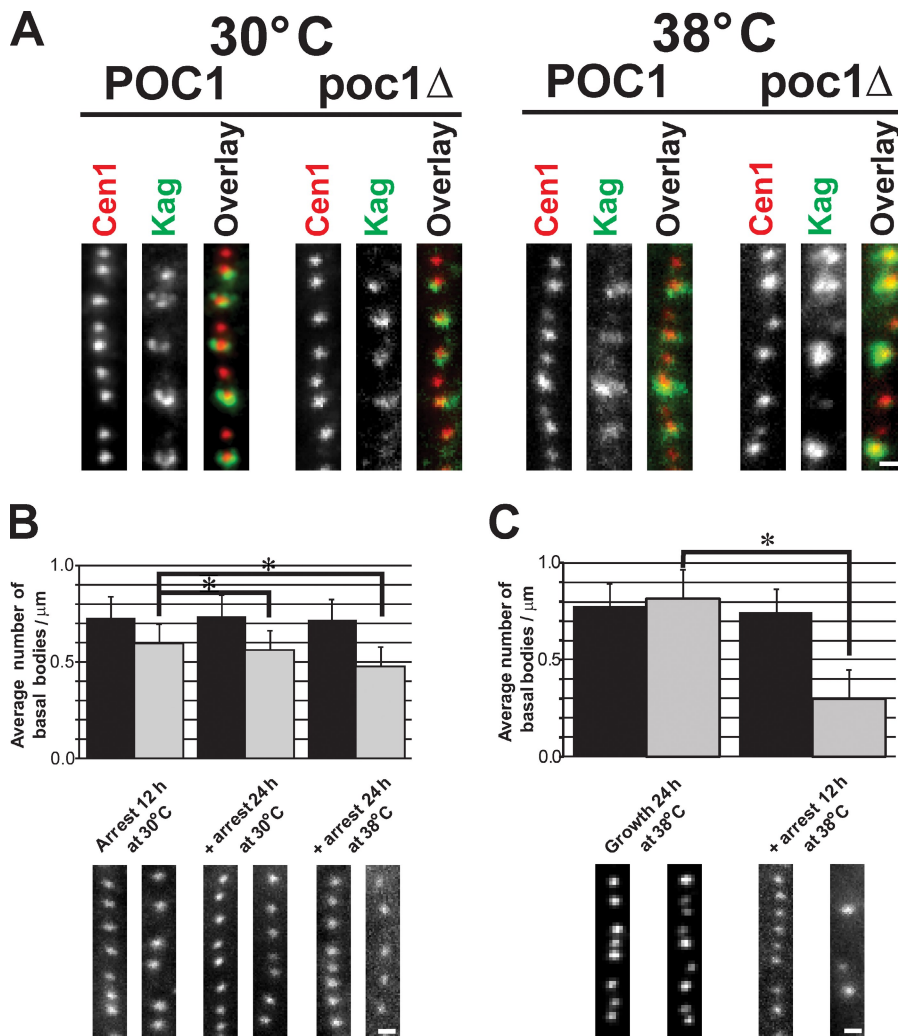 A
30°C 38°C
POC1 poc1Δ POC1 poc1Δ
Cen1 Kag Overlay Cen1 Kag Overlay Cen1 Kag Overlay Cen1 Kag Overlay
B
Average number of
basal bodies / μm
1.0
0.5
0.0
* *
Arrest 12 h
at 30°C
+ arrest 24 h
at 30°C
+ arrest 24 h
at 38°C
C
Average number of
basal bodies / μm
1.0
0.5
0.0
*
Growth 24 h
at 38°C
+ arrest 12 h
at 38°C